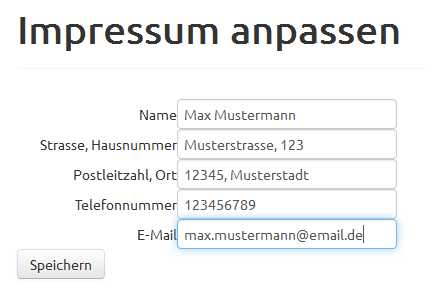 Impressum anpassen
Name Max Mustermann
Strasse, Hausnummer Musterstrasse, 123
Postleitzahl, Ort 12345, Musterstadt
Telefonnummer 123456789
E-Mail max.mustermann@email.de
Speichern